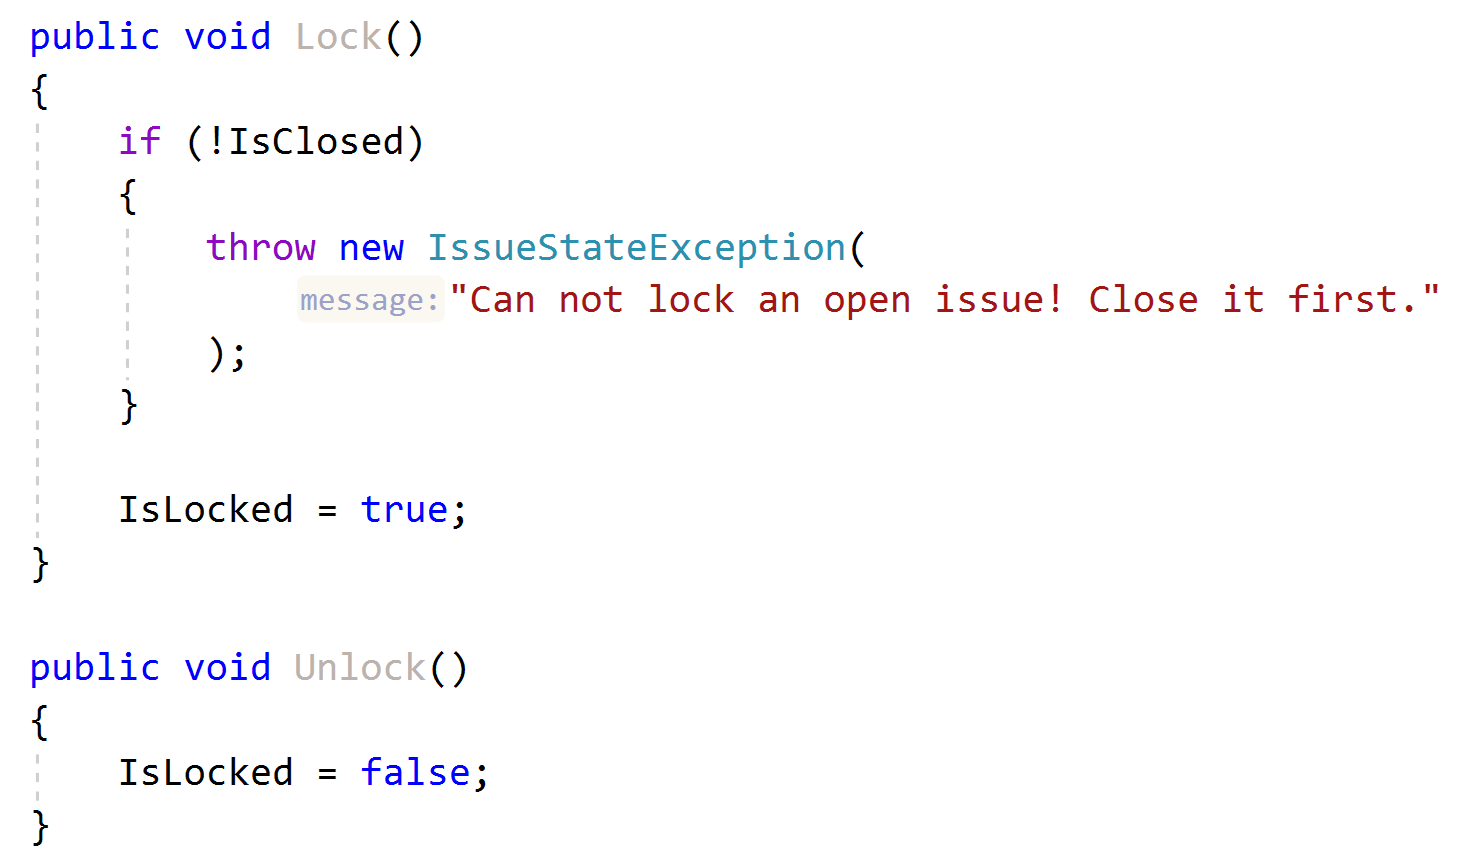 public void Lock()
{
    if (!IsClosed)
    {
        throw new IssueStateException(
            message: "Can not lock an open issue! Close it first."
        );
    }

    IsLocked = true;
}

public void Unlock()
{
    IsLocked = false;
}